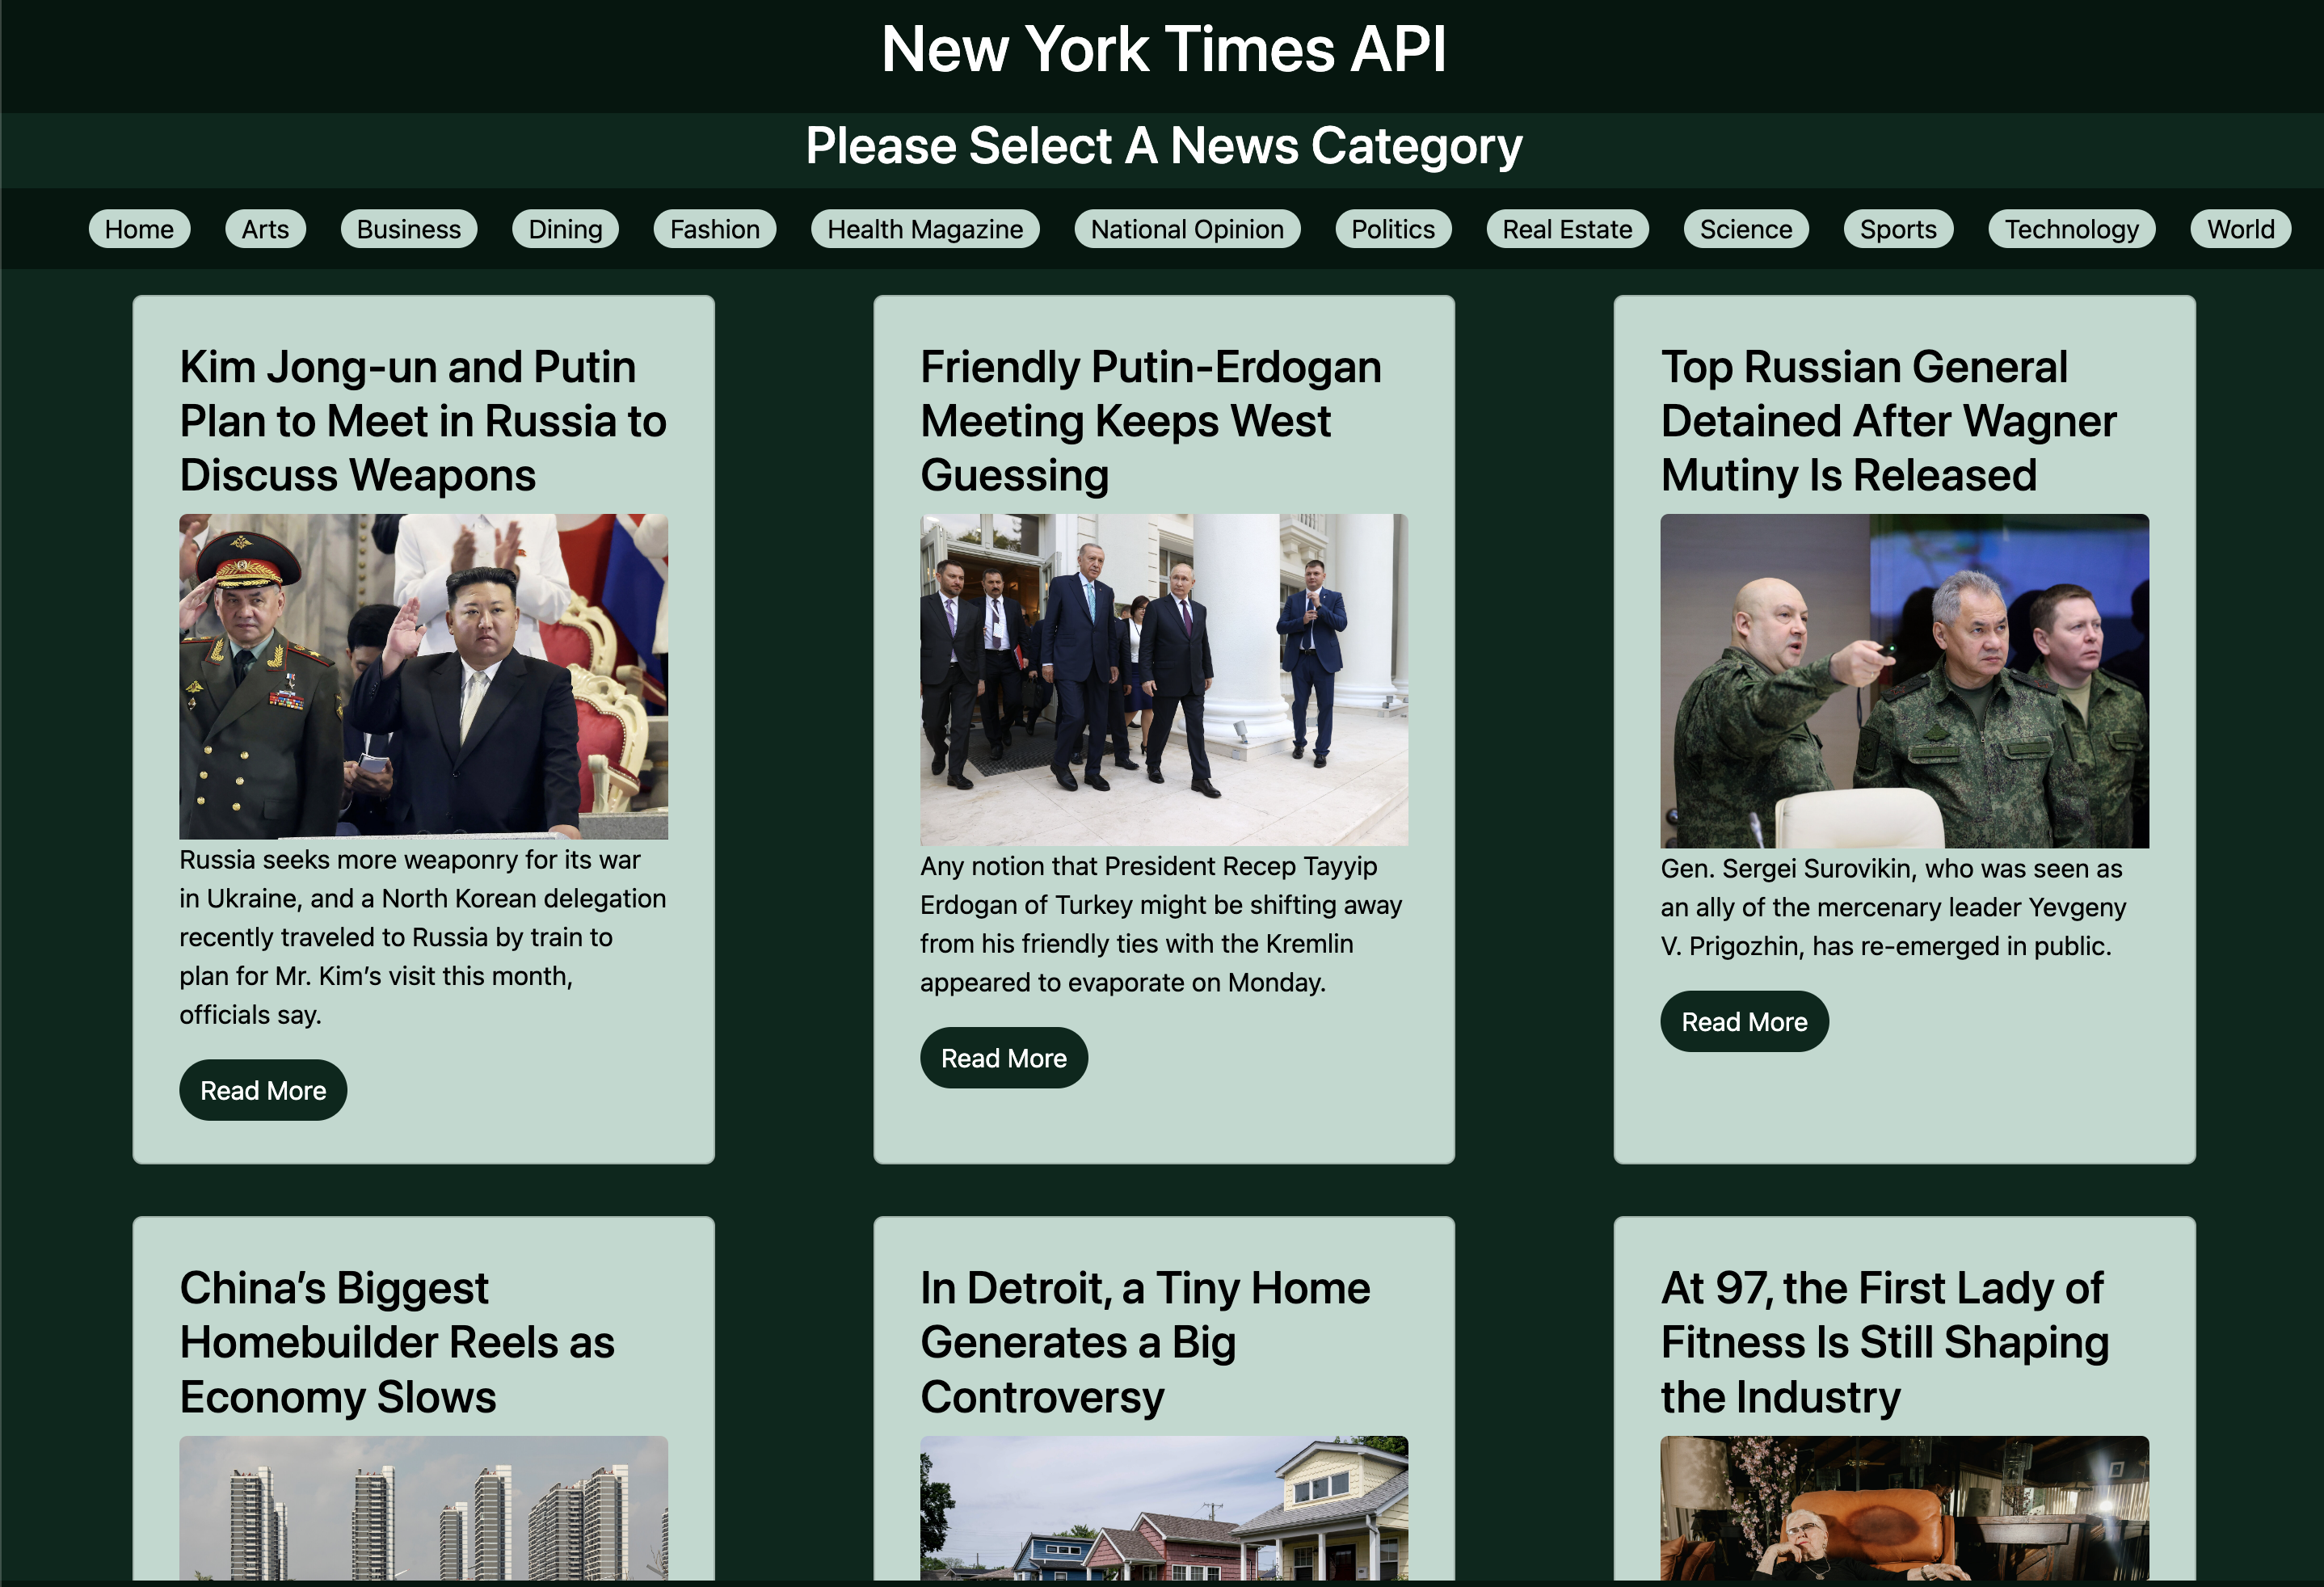 New York Times API
Please Select A News Category
Home Arts Business Dining Fashion Health Magazine National Opinion Politics Real Estate Science Sports Technology World
Kim Jong-un and Putin
Plan to Meet in Russia to
Discuss Weapons
Russia seeks more weaponry for its war
in Ukraine, and a North Korean delegation
recently traveled to Russia by train to
plan for Mr. Kim’s visit this month,
officials say.
Read More
Friendly Putin-Erdogan
Meeting Keeps West
Guessing
Any notion that President Recep Tayyip
Erdogan of Turkey might be shifting away
from his friendly ties with the Kremlin
appeared to evaporate on Monday.
Read More
Top Russian General
Detained After Wagner
Mutiny Is Released
Gen. Sergei Surovikin, who was seen as
an ally of the mercenary leader Yevgeny
V. Prigozhin, has re-emerged in public.
Read More
China’s Biggest
Homebuilder Reels as
Economy Slows
In Detroit, a Tiny Home
Generates a Big
Controversy
At 97, the First Lady of
Fitness Is Still Shaping
the Industry